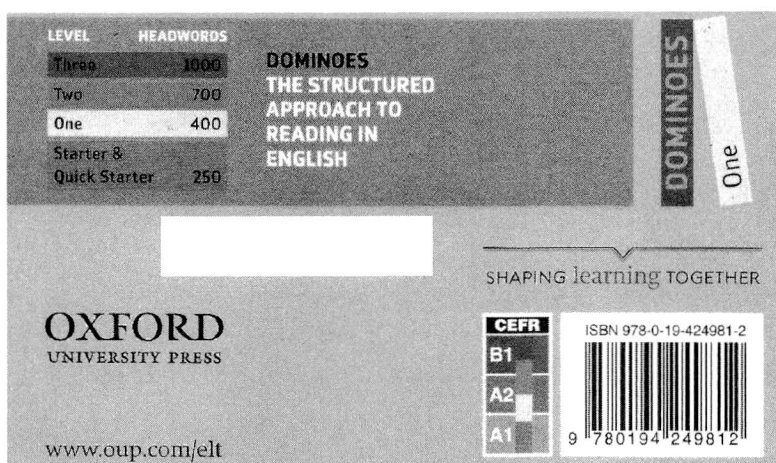 LEVEL HEADWORDS
Three 1000
Two 700
One 400
Starter &
Quick Starter 250
DOMINOES
THE STRUCTURED
APPROACH TO
READING IN
ENGLISH
DOMINOES
One
SHAPING learning TOGETHER
OXFORD
UNIVERSITY PRESS
www.oup.com/elt
CEFR
B1
A2
A1
ISBN 978-0-19-424981-2
9 780194 249812